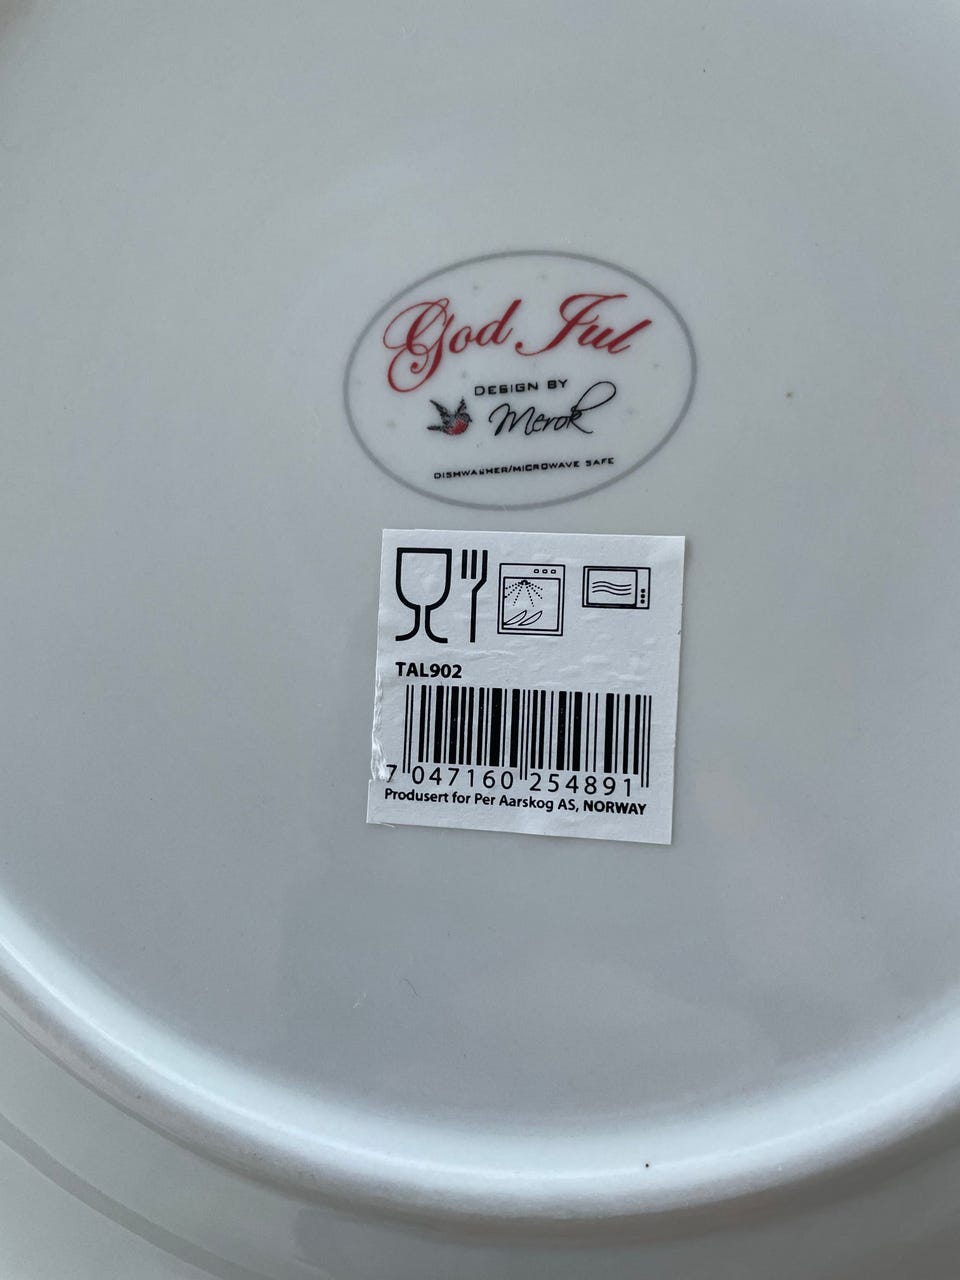 God Jul
DESIGN BY
Merok
DISHWASHER/MICROWAVE SAFE
TAL902
7 047160 254891
Produsert for Per Aarskog AS, NORWAY